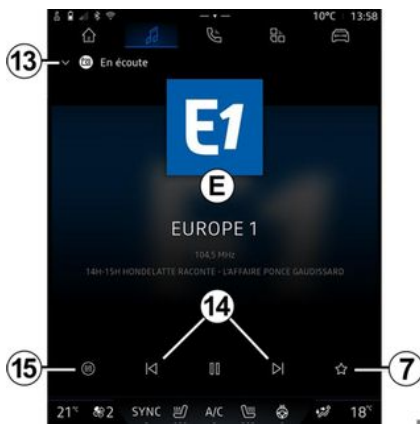 10°C 13:58
13
En écoute
E1
E
EUROPE 1
104,5 MHz
14H-15H HONDELATTE RACONTE - L'AFFAIRE PONCE GAUDISSARD
14
15
7
21°C 2 SYNC A/C 18°C